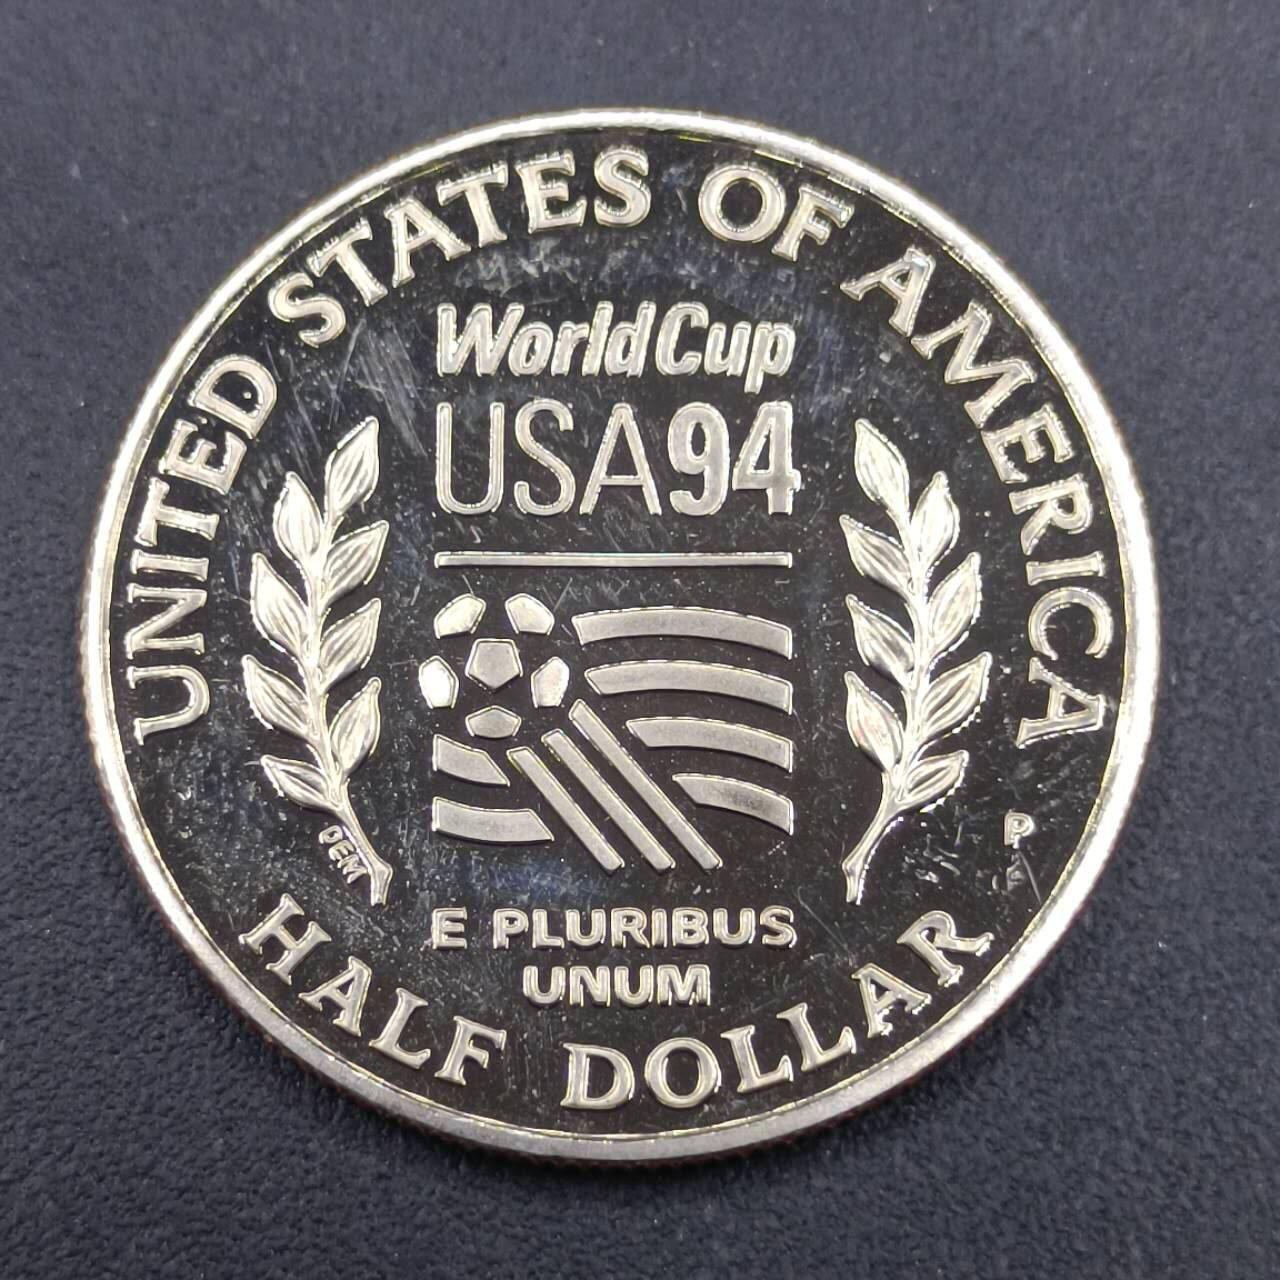 UNITED STATES OF AMERICA
WorldCup
USA94
DEM
P
E PLURIBUS
UNUM
HALF DOLLAR